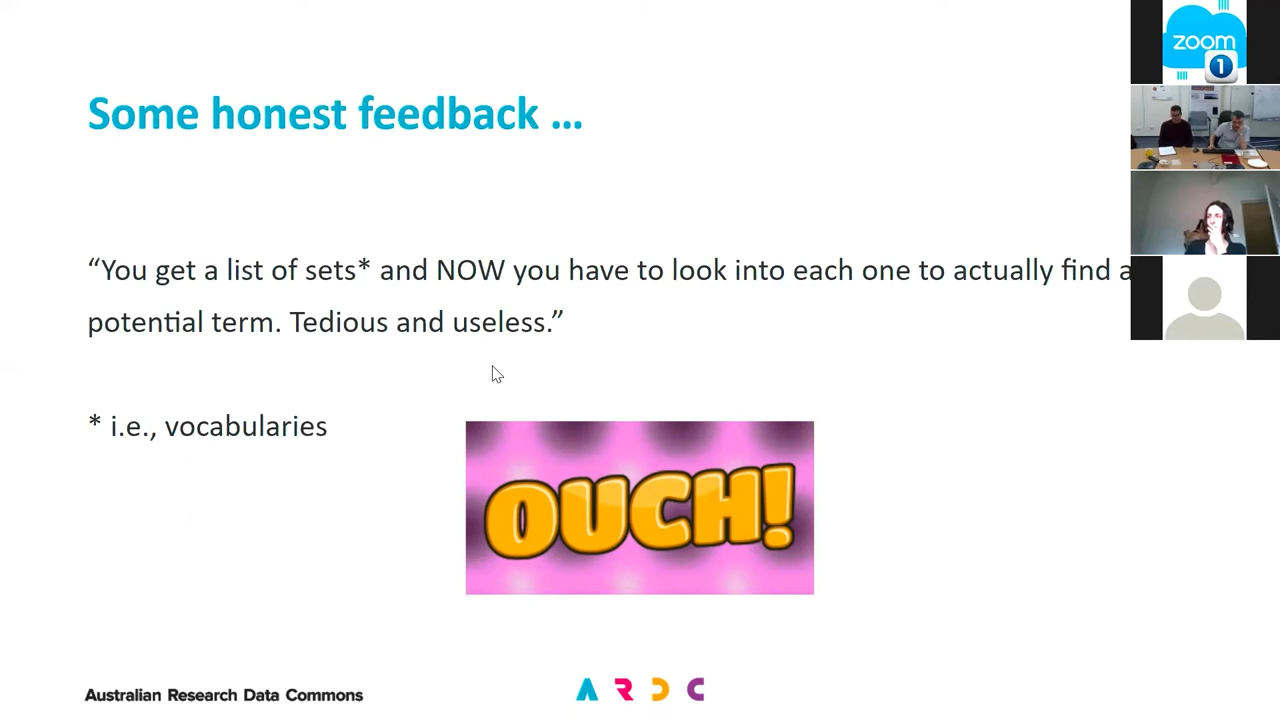 Some honest feedback …
“You get a list of sets* and NOW you have to look into each one to actually find a
potential term. Tedious and useless.”
* i.e., vocabularies
OUCH!
Australian Research Data Commons
ARDC
zoom
1